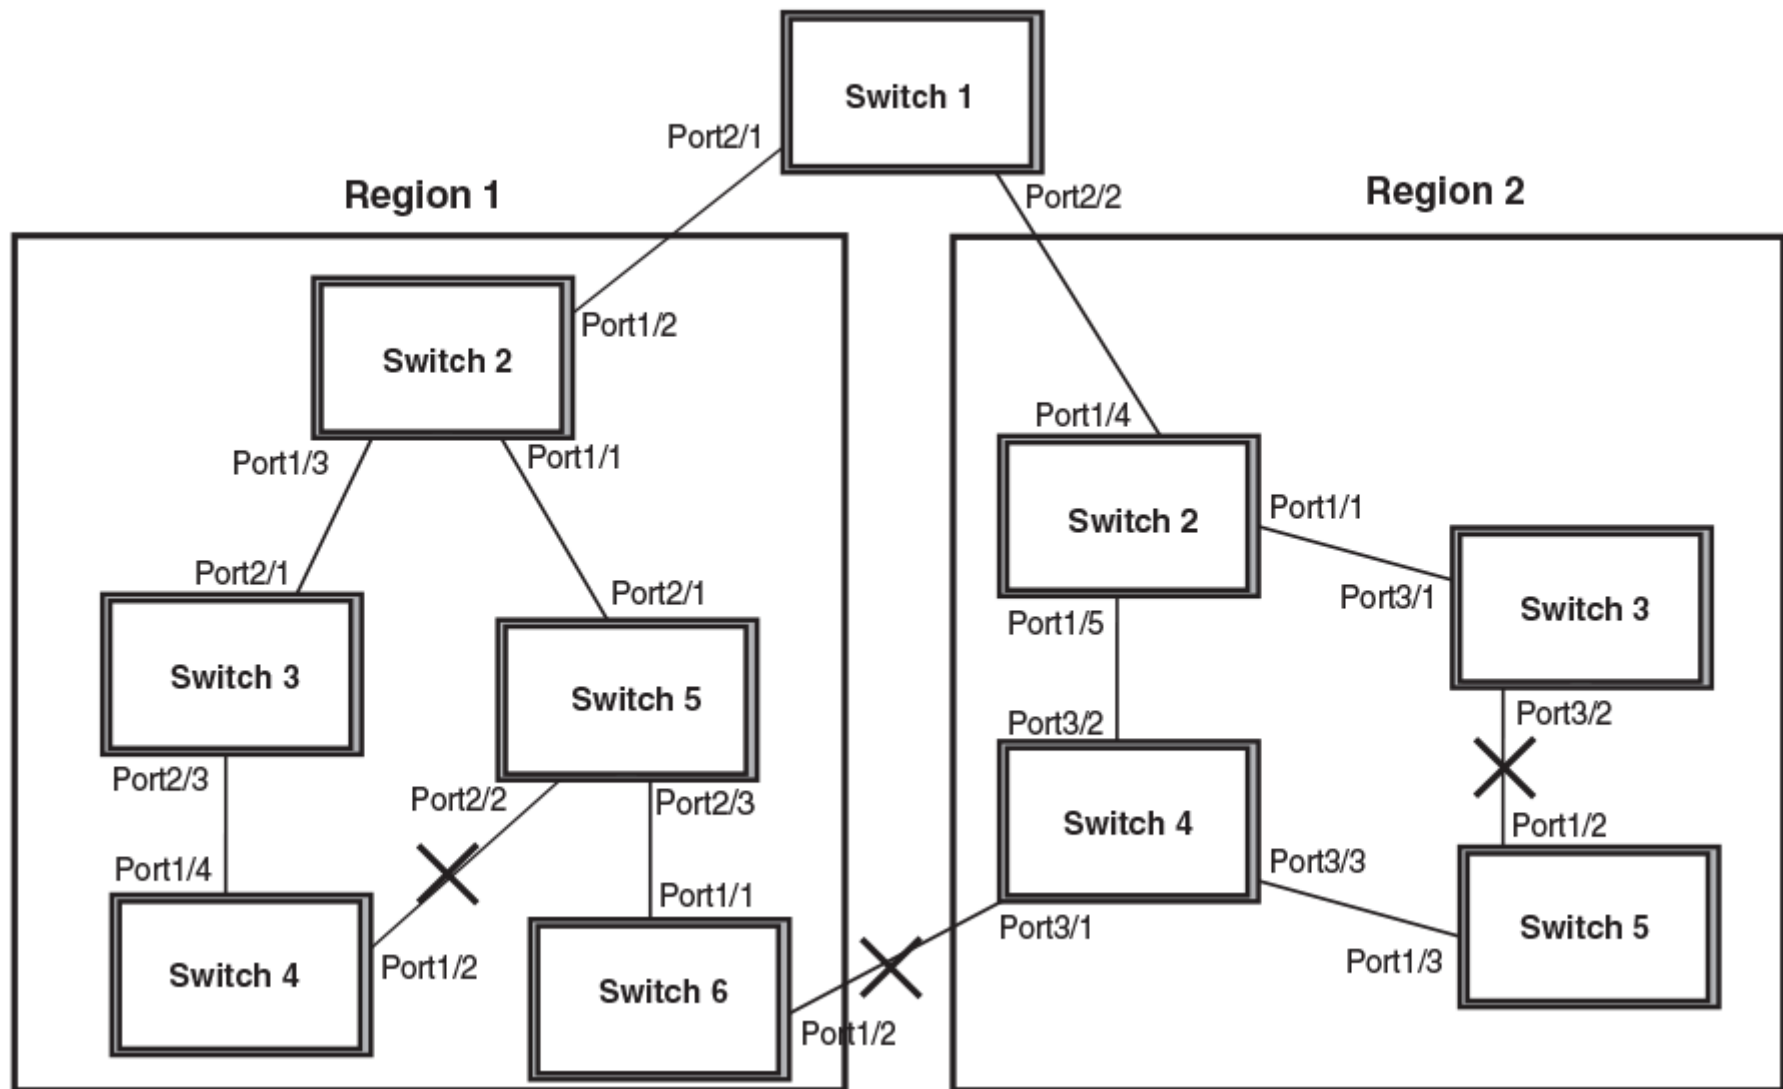 Switch 1
Port2/1
Port2/2
Region 1
Region 2
Port1/2
Switch 2
Port1/3
Port1/1
Port2/1
Port2/1
Switch 3
Switch 5
Port2/3
Port2/2
Port2/3
Port1/4
Port1/1
Port1/2
Switch 4
Switch 6
Port1/2
Port1/4
Switch 2
Port1/1
Port3/1
Switch 3
Port1/5
Port3/2
Port3/2
Switch 4
Port1/2
Port3/3
Port3/1
Switch 5
Port1/3